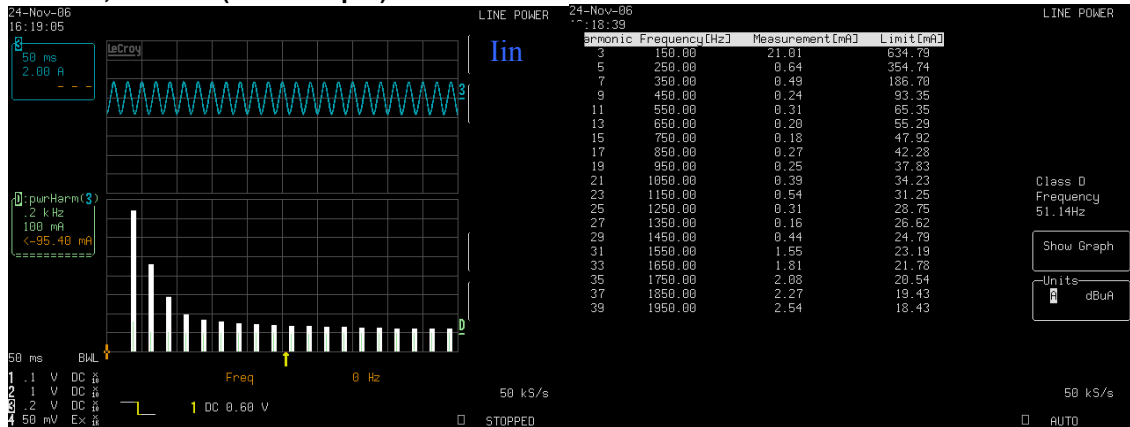 24-Nov-06
16:19:05
LINE POWER
LeCroy
Iin
3
50 ms
2.00 A
- - -
3
D:pwrHarm(3)
.2 kHz
100 mA
<-95.40 mA
D
50 ms BWL
1 .1 V DC
2 1 V DC
3 .2 V DC
4 50 mV Ex
Freq 0 Hz
1 DC 0.60 V
50 kS/s
STOPPED
24-Nov-06
:18:39
LINE POWER
armonic Frequency[Hz] Measurement[mA] Limit[mA]
3 150.00 21.01 634.79
5 250.00 0.64 354.74
7 350.00 0.49 186.70
9 450.00 0.24 93.35
11 550.00 0.31 65.35
13 650.00 0.20 55.29
15 750.00 0.18 47.92
17 850.00 0.27 42.28
19 950.00 0.25 37.83
21 1050.00 0.39 34.23
23 1150.00 0.54 31.25
25 1250.00 0.31 28.75
27 1350.00 0.16 26.62
29 1450.00 0.44 24.79
31 1550.00 1.55 23.19
33 1650.00 1.81 21.78
35 1750.00 2.08 20.54
37 1850.00 2.27 19.43
39 1950.00 2.54 18.43
Class D
Frequency
51.14Hz
Show Graph
Units
A dBuA
50 kS/s
AUTO